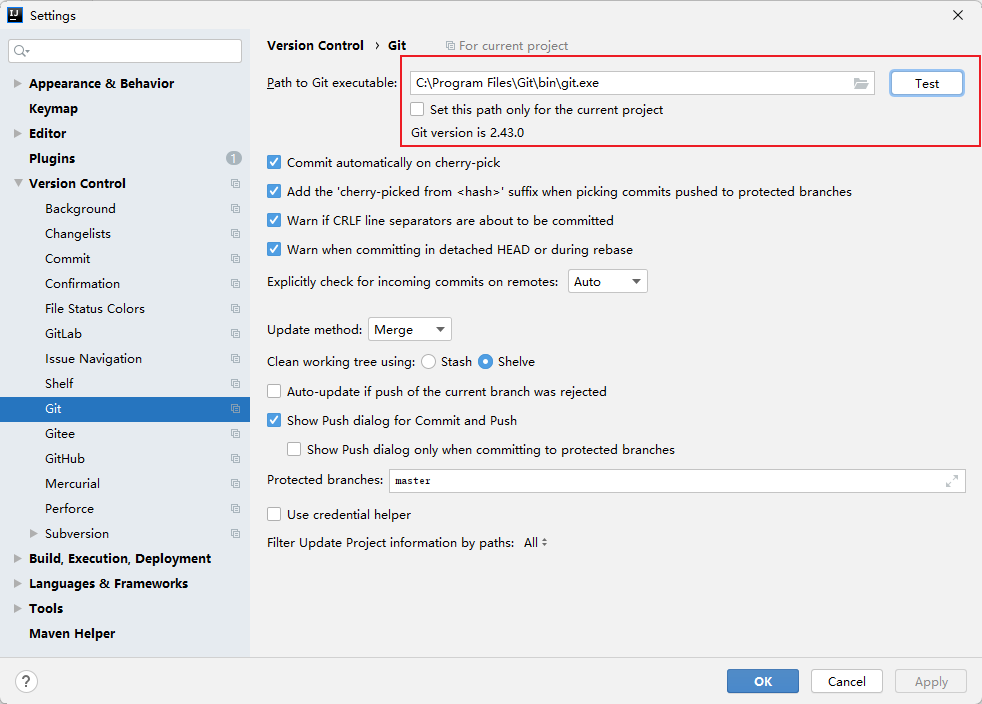 Settings
Appearance & Behavior
Keymap
Editor
Plugins 1
Version Control
Background
Changelists
Commit
Confirmation
File Status Colors
GitLab
Issue Navigation
Shelf
Git
Gitee
GitHub
Mercurial
Perforce
Subversion
Build, Execution, Deployment
Languages & Frameworks
Tools
Maven Helper
Version Control › Git For current project
Path to Git executable: C:\Program Files\Git\bin\git.exe Test
Set this path only for the current project
Git version is 2.43.0
Commit automatically on cherry-pick
Add the 'cherry-picked from <hash>' suffix when picking commits pushed to protected branches
Warn if CRLF line separators are about to be committed
Warn when committing in detached HEAD or during rebase
Explicitly check for incoming commits on remotes: Auto
Update method: Merge
Clean working tree using: Stash Shelve
Auto-update if push of the current branch was rejected
Show Push dialog for Commit and Push
Show Push dialog only when committing to protected branches
Protected branches: master
Use credential helper
Filter Update Project information by paths: All
? OK Cancel Apply